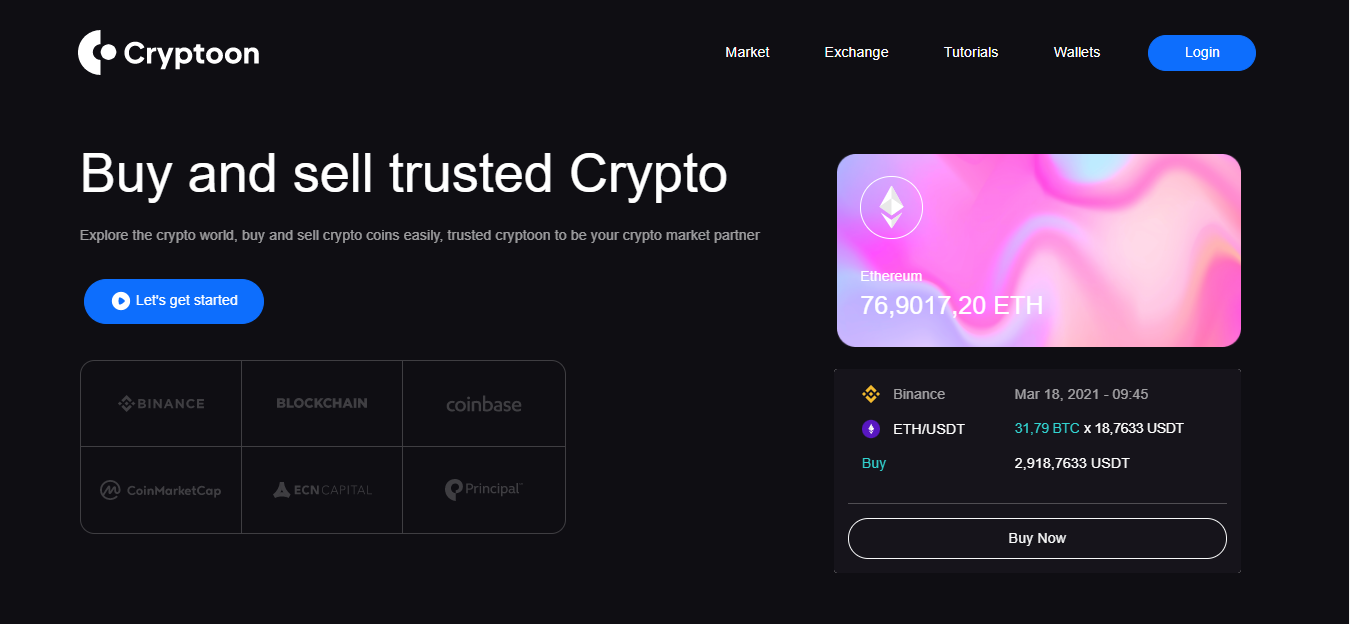 Cryptoon
Market
Exchange
Tutorials
Wallets
Login
Buy and sell trusted Crypto
Explore the crypto world, buy and sell crypto coins easily, trusted cryptoon to be your crypto market partner
Let's get started
BINANCE
BLOCKCHAIN
coinbase
CoinMarketCap
ECN CAPITAL
Principal
Ethereum
76,9017,20 ETH
Binance
Mar 18, 2021 - 09:45
ETH/USDT
31,79 BTC x 18,7633 USDT
Buy
2,918,7633 USDT
Buy Now